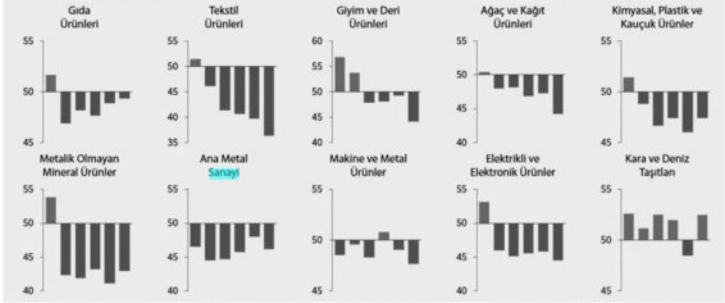 Gıda
Ürünleri
55
50
45
Tekstil
Ürünleri
55
50
45
40
35
Giyim ve Deri
Ürünleri
60
55
50
45
40
Ağaç ve Kağıt
Ürünleri
55
50
45
40
Kimyasal, Plastik ve
Kauçuk Ürünler
55
50
45
Metalik Olmayan
Mineral Ürünler
55
50
45
40
Ana Metal
Sanayi
55
50
45
40
Makine ve Metal
Ürünler
55
50
45
Elektrikli ve
Elektronik Ürünler
55
50
45
40
Kara ve Deniz
Taşıtları
55
50
45